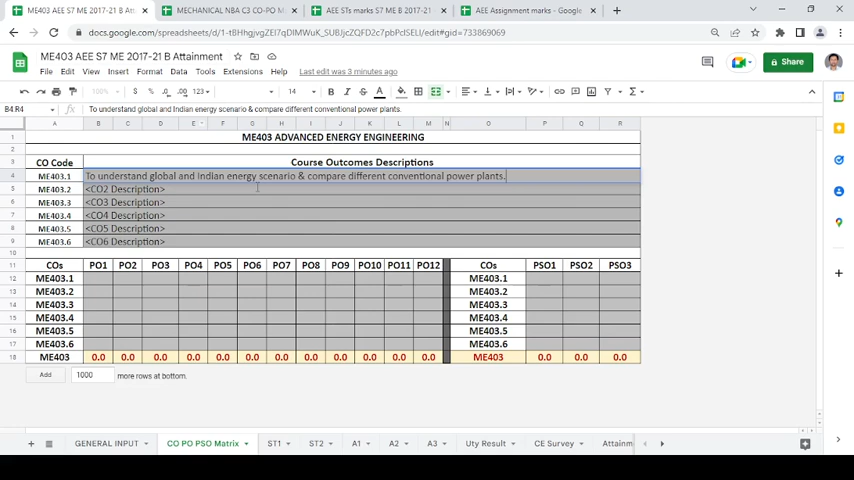 ME403 AEE S7 ME 2017-21 B Att
MECHANICAL NBA C3 CO-PO M
AEE STs marks S7 ME B 2017-21
AEE Assignment marks - Google
docs.google.com/spreadsheets/d/1-tBHhgjvgZEI7g0EamiyK_SUBJjcZQFD2c7pbPclSELI/edit#gid=733869069
ME403 AEE S7 ME 2017-21 B Attainment
File Edit View Insert Format Data Tools Extensions Help Last edit was 3 minutes ago
Share
100% $ % .0 .00 123 14 B I S A
B4:R4 fx To understand global and Indian energy scenario & compare different conventional power plants.
A B C D E F G H I J K L M N O P Q R
1 ME403 ADVANCED ENERGY ENGINEERING
2
3 CO Code Course Outcomes Descriptions
4 ME403.1 To understand global and Indian energy scenario & compare different conventional power plants.
5 ME403.2 <CO2 Description>
6 ME403.3 <CO3 Description>
7 ME403.4 <CO4 Description>
8 ME403.5 <CO5 Description>
9 ME403.6 <CO6 Description>
10
11 COs PO1 PO2 PO3 PO4 PO5 PO6 PO7 PO8 PO9 PO10 PO11 PO12 COs PSO1 PSO2 PSO3
12 ME403.1 ME403.1
13 ME403.2 ME403.2
14 ME403.3 ME403.3
15 ME403.4 ME403.4
16 ME403.5 ME403.5
17 ME403.6 ME403.6
18 ME403 0.0 0.0 0.0 0.0 0.0 0.0 0.0 0.0 0.0 0.0 0.0 0.0 ME403 0.0 0.0 0.0
Add 1000 more rows at bottom.
GENERAL INPUT CO PO PSO Matrix ST1 ST2 A1 A2 A3 Uty Result CE Survey Attainm